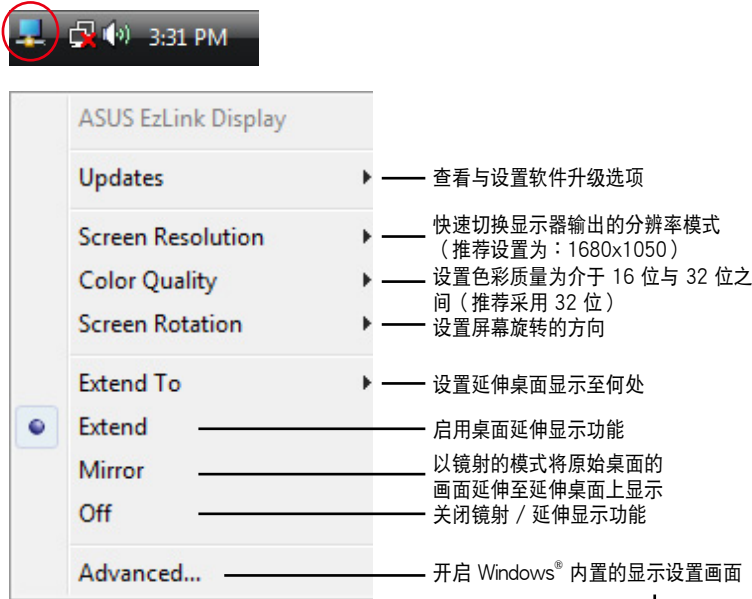 3:31 PM
ASUS EzLink Display
Updates
查看与设置软件升级选项
Screen Resolution
快速切换显示器输出的分辨率模式
（推荐设置为：1680x1050）
Color Quality
设置色彩质量为介于 16 位与 32 位之
间（推荐采用 32 位）
Screen Rotation
设置屏幕旋转的方向
Extend To
设置延伸桌面显示至何处
Extend
启用桌面延伸显示功能
Mirror
以镜射的模式将原始桌面的
画面延伸至延伸桌面上显示
Off
关闭镜射 / 延伸显示功能
Advanced...
开启 Windows® 内置的显示设置画面